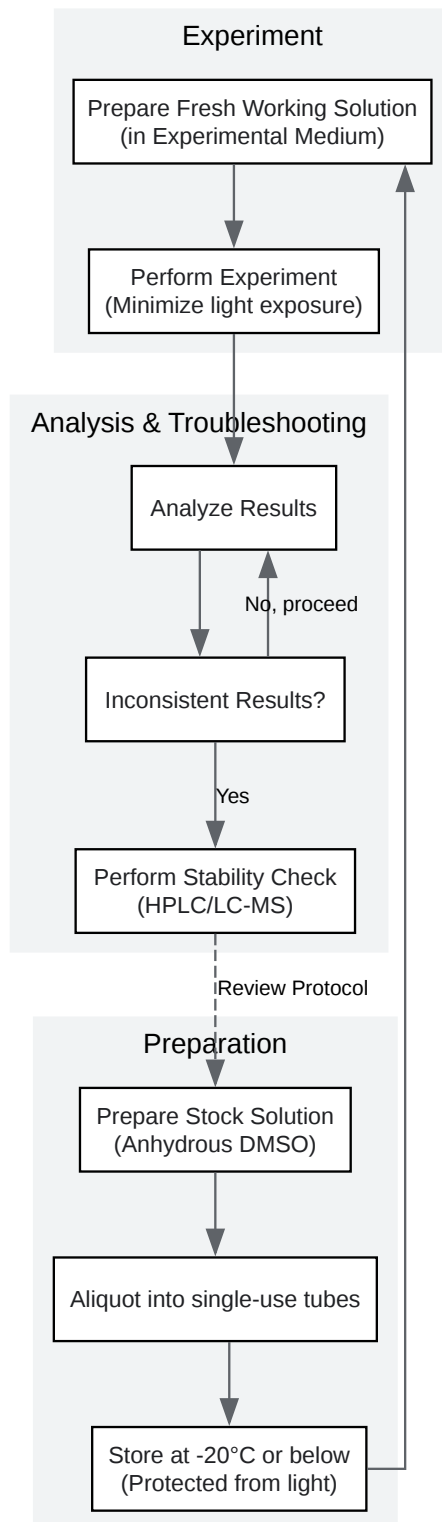 Experiment
Prepare Fresh Working Solution
(in Experimental Medium)
Perform Experiment
(Minimize light exposure)
Analysis & Troubleshooting
Analyze Results
No, proceed
Inconsistent Results?
Yes
Perform Stability Check
(HPLC/LC-MS)
Review Protocol
Preparation
Prepare Stock Solution
(Anhydrous DMSO)
Aliquot into single-use tubes
Store at -20°C or below
(Protected from light)